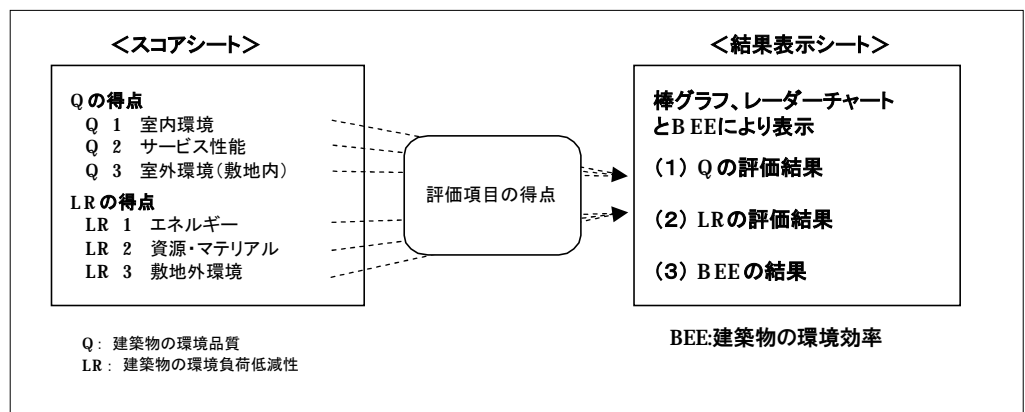 ＜スコアシート＞
Qの得点
Q 1 室内環境
Q 2 サービス性能
Q 3 室外環境（敷地内）
LRの得点
LR 1 エネルギー
LR 2 資源・マテリアル
LR 3 敷地外環境
Q： 建築物の環境品質
LR： 建築物の環境負荷低減性
評価項目の得点
＜結果表示シート＞
棒グラフ、レーダーチャート
とBEEにより表示
（１）Qの評価結果
（２）LRの評価結果
（３）BEEの結果
BEE:建築物の環境効率